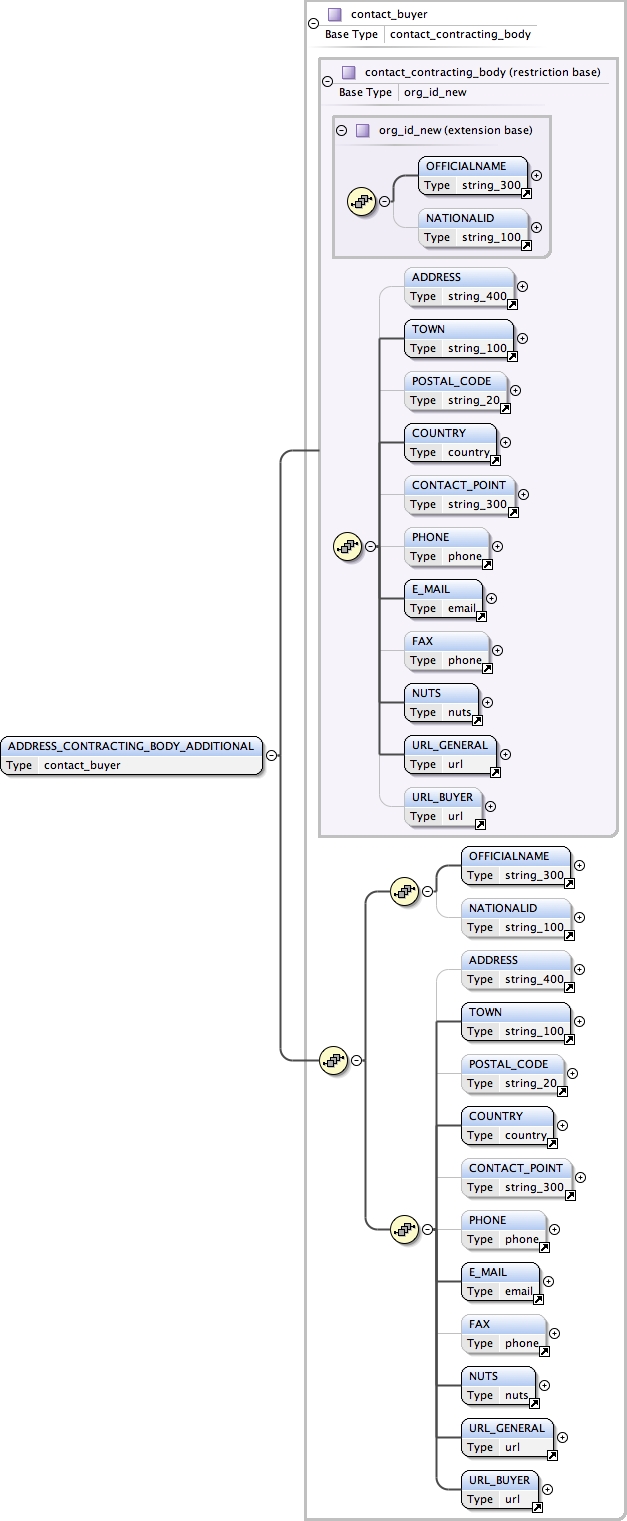 contact_buyer
Base Type contact_contracting_body
contact_contracting_body (restriction base)
Base Type org_id_new
org_id_new (extension base)
OFFICIALNAME
Type string_300
NATIONALID
Type string_100
ADDRESS
Type string_400
TOWN
Type string_100
POSTAL_CODE
Type string_20
COUNTRY
Type country
CONTACT_POINT
Type string_300
PHONE
Type phone
E_MAIL
Type email
FAX
Type phone
NUTS
Type nuts
URL_GENERAL
Type url
URL_BUYER
Type url
ADDRESS_CONTRACTING_BODY_ADDITIONAL
Type contact_buyer
OFFICIALNAME
Type string_300
NATIONALID
Type string_100
ADDRESS
Type string_400
TOWN
Type string_100
POSTAL_CODE
Type string_20
COUNTRY
Type country
CONTACT_POINT
Type string_300
PHONE
Type phone
E_MAIL
Type email
FAX
Type phone
NUTS
Type nuts
URL_GENERAL
Type url
URL_BUYER
Type url